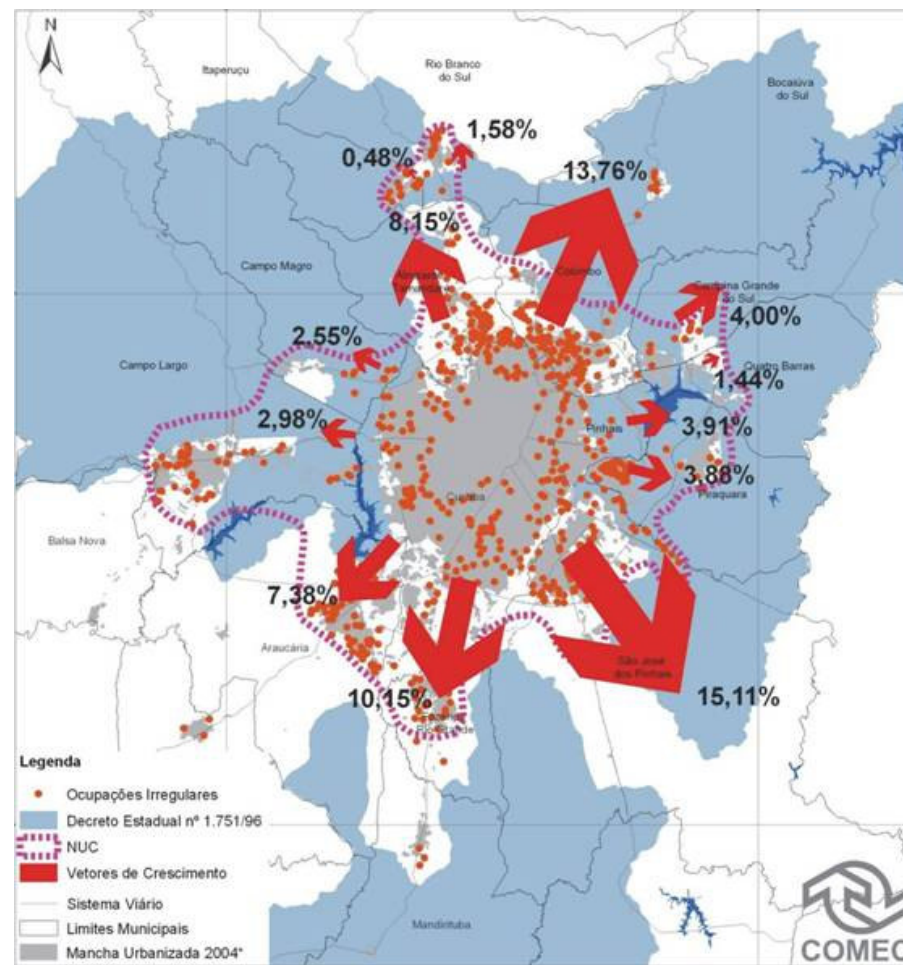 N
Itaperuçu
Rio Branco
do Sul
Bocaiúva
do Sul
1,58%
0,48%
13,76%
8,15%
Campo Magro
Almirante
Tamandaré
Colombo
Campina Grande
do Sul
4,00%
2,55%
Campo Largo
Quatro Barras
1,44%
2,98%
Pinhais
3,91%
3,88%
Piraquara
Curitiba
Balsa Nova
7,38%
Araucária
São José
dos Pinhais
10,15%
15,11%
Rio Grande
Legenda
Ocupações Irregulares
Decreto Estadual nº 1.751/96
NUC
Vetores de Crescimento
Sistema Viário
Limites Municipais
Mancha Urbanizada 2004*
Mandirituba
COMEC